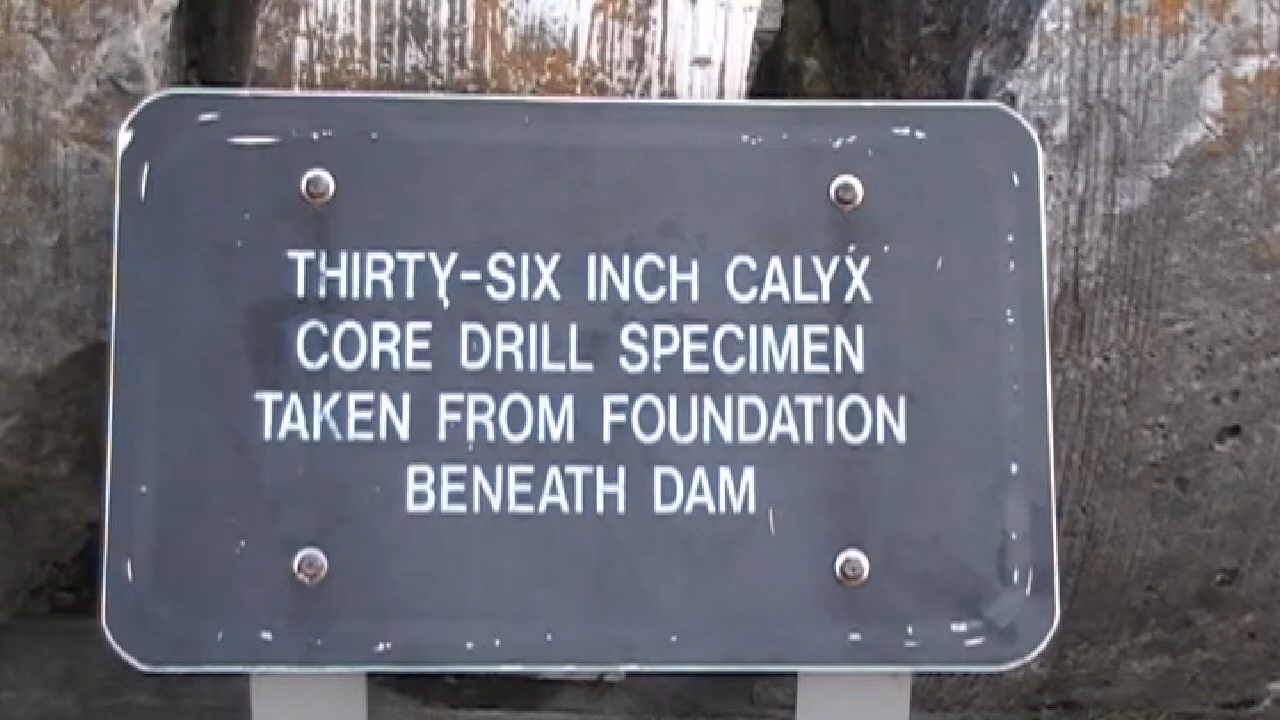 THIRTY-SIX INCH CALYX
CORE DRILL SPECIMEN
TAKEN FROM FOUNDATION
BENEATH DAM